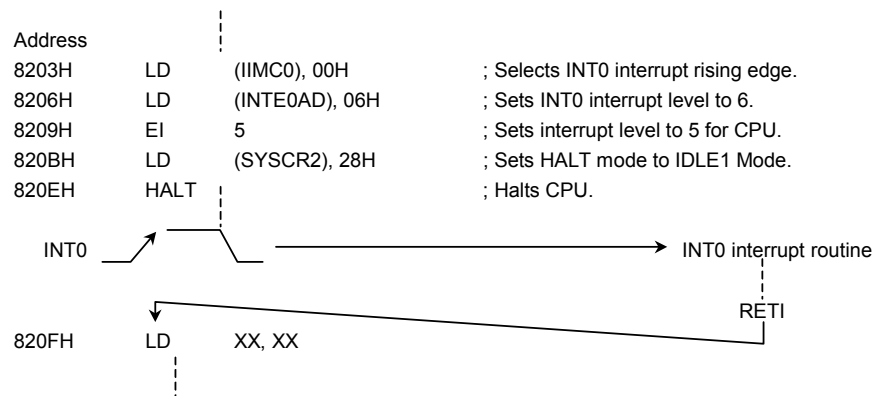 Address
8203H LD (IIMC0), 00H ; Selects INT0 interrupt rising edge.
8206H LD (INTE0AD), 06H ; Sets INT0 interrupt level to 6.
8209H EI 5 ; Sets interrupt level to 5 for CPU.
820BH LD (SYSCR2), 28H ; Sets HALT mode to IDLE1 Mode.
820EH HALT ; Halts CPU.
INT0 INT0 interrupt routine
RETI
820FH LD XX, XX